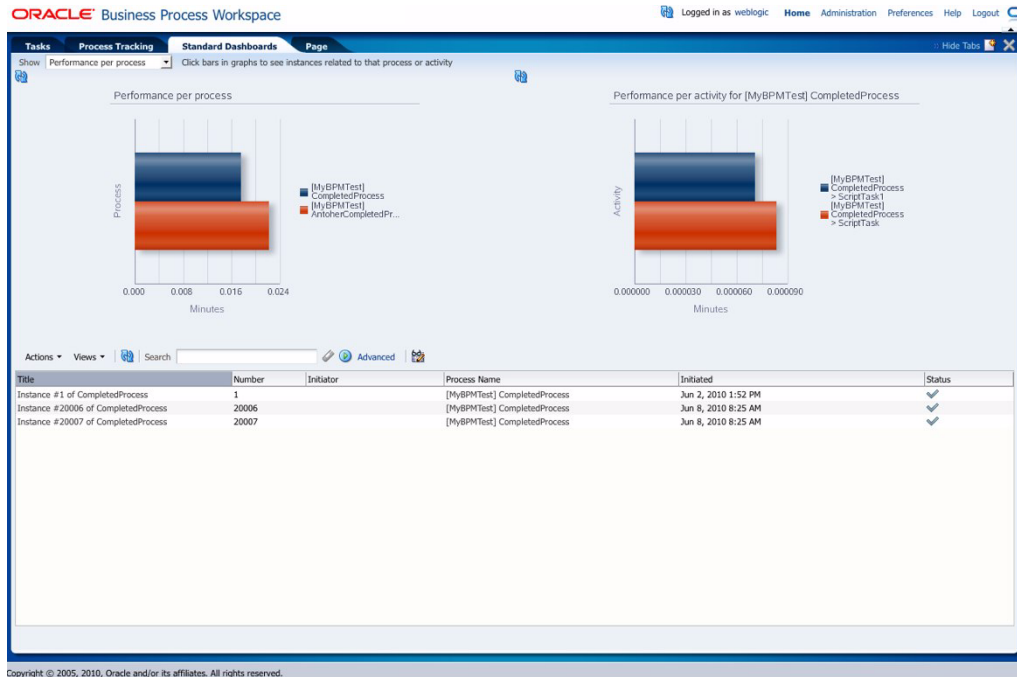 ORACLE® Business Process Workspace
Logged in as weblogic Home Administration Preferences Help Logout
Tasks Process Tracking Standard Dashboards Page
Hide Tabs
Show Performance per process Click bars in graphs to see instances related to that process or activity
Performance per process
Process
[MyBPMTest]
CompletedProcess
[MyBPMTest]
AntoherCompletedPr...
0.000 0.008 0.016 0.024
Minutes
Performance per activity for [MyBPMTest] CompletedProcess
Activity
[MyBPMTest]
CompletedProcess
> ScriptTask1
[MyBPMTest]
CompletedProcess
> ScriptTask
0.000000 0.000030 0.000060 0.000090
Minutes
Actions Views Search Advanced
Title Number Initiator Process Name Initiated Status
Instance #1 of CompletedProcess 1 [MyBPMTest] CompletedProcess Jun 2, 2010 1:52 PM
Instance #20006 of CompletedProcess 20006 [MyBPMTest] CompletedProcess Jun 8, 2010 8:25 AM
Instance #20007 of CompletedProcess 20007 [MyBPMTest] CompletedProcess Jun 8, 2010 8:25 AM
Copyright © 2005, 2010, Oracle and/or its affiliates. All rights reserved.